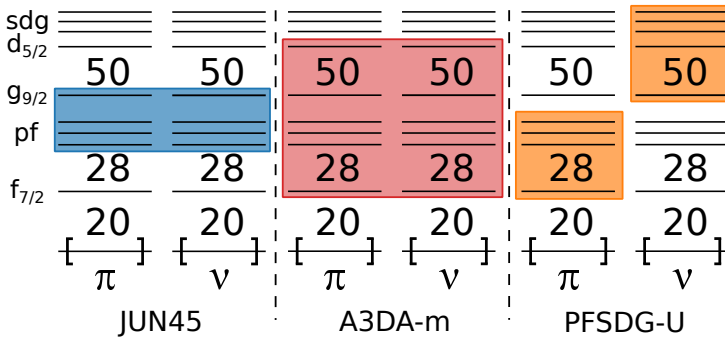 sdg
d5/2
50 50 50 50 50 50
g9/2
pf
28 28 28 28 28 28
f7/2
20 20 20 20 20 20
[ ] [ ] [ ] [ ] [ ] [ ]
π ν π ν π ν
JUN45 A3DA-m PFSDG-U